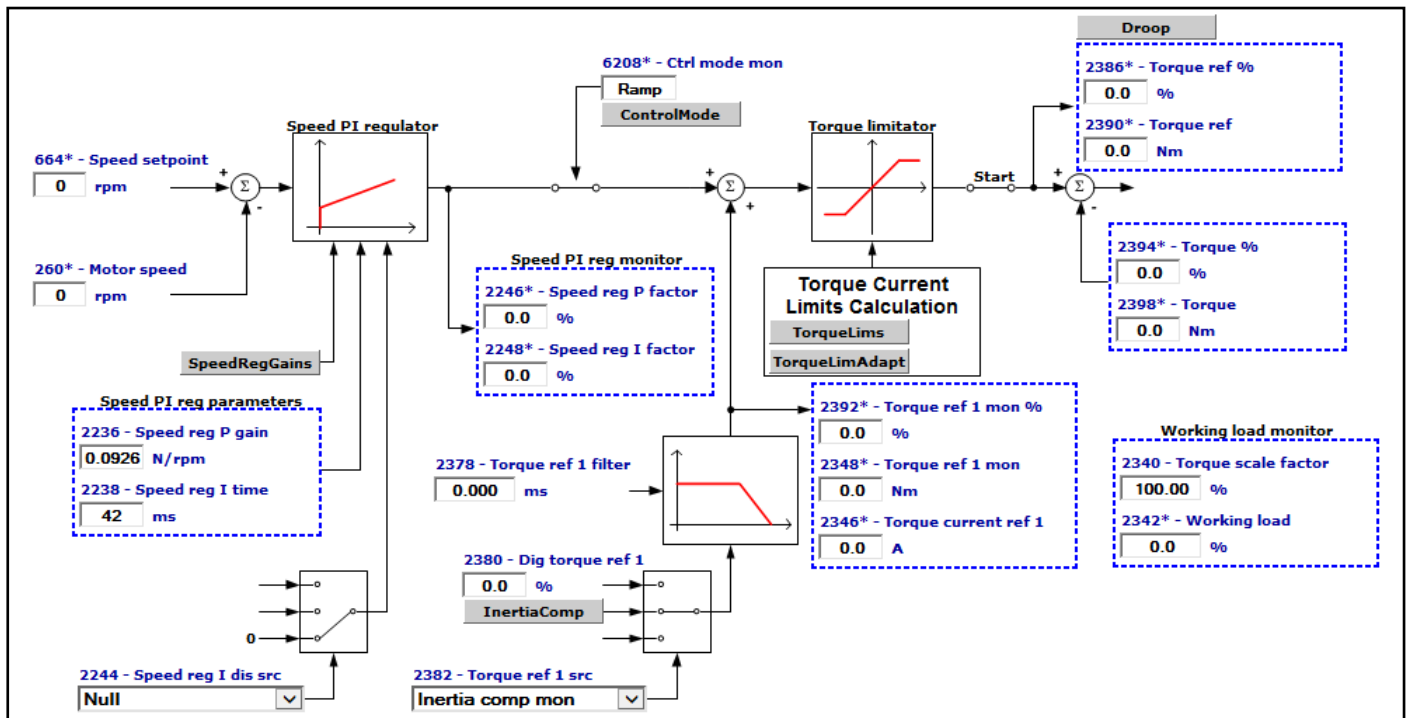 Droop
6208* - Ctrl mode mon
Ramp
ControlMode
2386* - Torque ref %
0.0 %
2390* - Torque ref
0.0 Nm
Speed PI regulator
Torque limitator
664* - Speed setpoint
0 rpm
+
Σ
-
+
Σ
+
Start
+
Σ
-
260* - Motor speed
0 rpm
Speed PI reg monitor
2246* - Speed reg P factor
0.0 %
2248* - Speed reg I factor
0.0 %
Torque Current
Limits Calculation
TorqueLims
TorqueLimAdapt
2394* - Torque %
0.0 %
2398* - Torque
0.0 Nm
SpeedRegGains
Speed PI reg parameters
2236 - Speed reg P gain
0.0926 N/rpm
2238 - Speed reg I time
42 ms
2378 - Torque ref 1 filter
0.000 ms
2392* - Torque ref 1 mon %
0.0 %
2348* - Torque ref 1 mon
0.0 Nm
2346* - Torque current ref 1
0.0 A
Working load monitor
2340 - Torque scale factor
100.00 %
2342* - Working load
0.0 %
2380 - Dig torque ref 1
0.0 %
InertiaComp
0
2244 - Speed reg I dis src
Null
2382 - Torque ref 1 src
Inertia comp mon